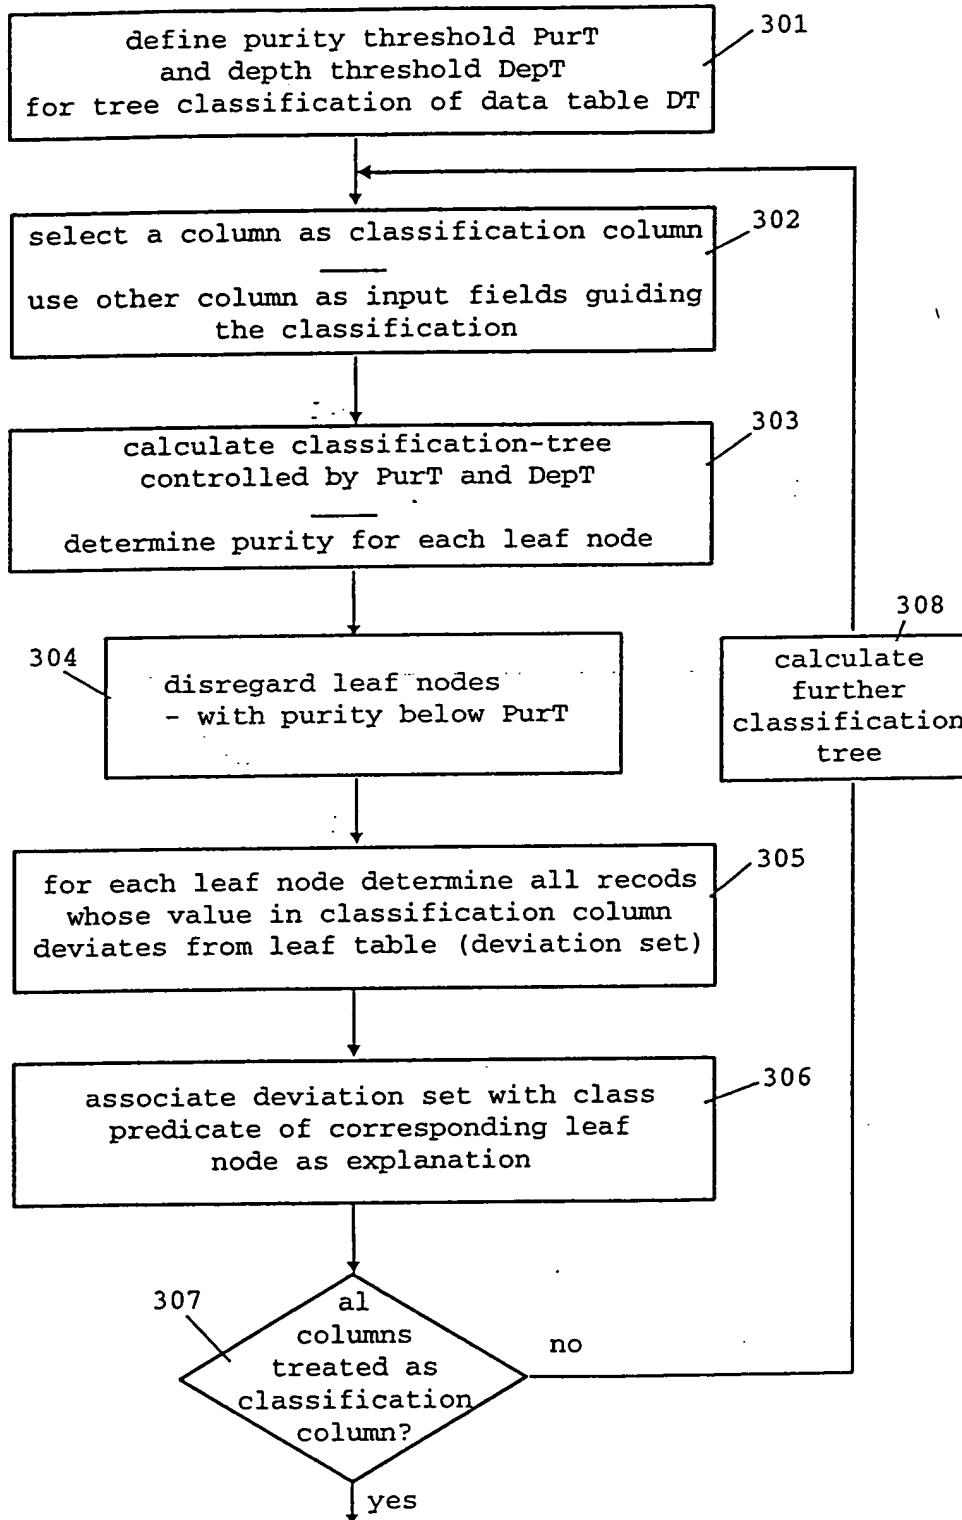 define purity threshold PurT
and depth threshold DepT
for tree classification of data table DT
301
select a column as classification column
use other column as input fields guiding
the classification
302
calculate classification-tree
controlled by PurT and DepT
determine purity for each leaf node
303
304
disregard leaf nodes
- with purity below PurT
308
calculate
further
classification
tree
for each leaf node determine all recods
whose value in classification column
deviates from leaf table (deviation set)
305
associate deviation set with class
predicate of corresponding leaf
node as explanation
306
307
al
columns
treated as
classification
column?
no
yes